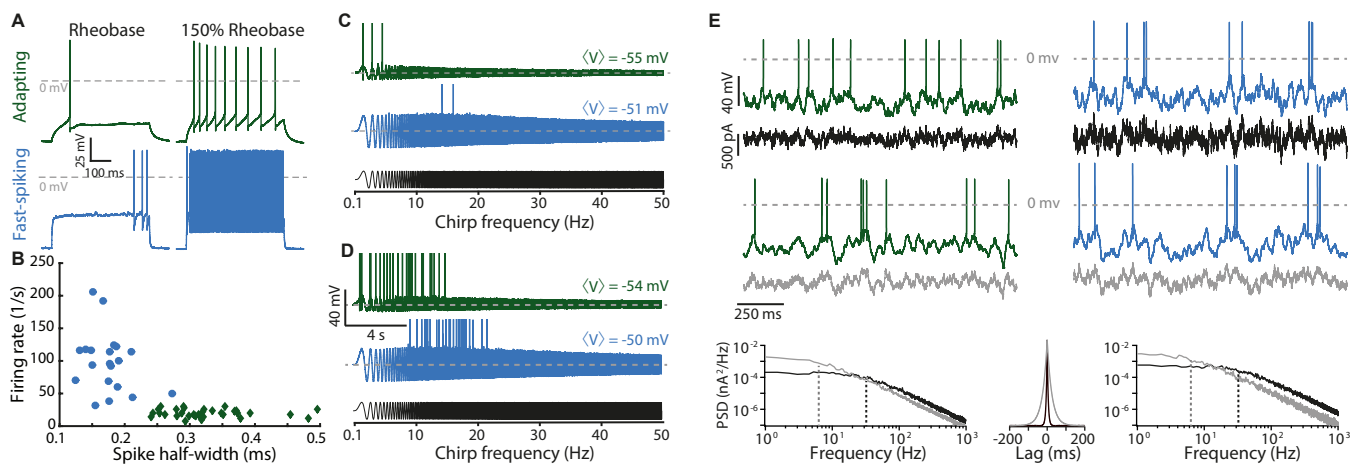 A
Rheobase
150% Rheobase
Adapting
0 mV
25 mV
100 ms
Fast-spiking
0 mV
B
Firing rate (1/s)
250
200
150
100
50
0
0.1
0.2
0.3
0.4
0.5
Spike half-width (ms)
C
⟨V⟩ = -55 mV
⟨V⟩ = -51 mV
0.1
10
20
30
40
50
Chirp frequency (Hz)
D
⟨V⟩ = -54 mV
40 mV
4 s
⟨V⟩ = -50 mV
0.1
10
20
30
40
50
Chirp frequency (Hz)
E
0 mV
40 mV
500 pA
0 mV
250 ms
PSD (nA²/Hz)
10⁻²
10⁻⁴
10⁻⁶
10⁰
10¹
10²
10³
Frequency (Hz)
-200
0
200
Lag (ms)
10⁻²
10⁻⁴
10⁻⁶
10⁰
10¹
10²
10³
Frequency (Hz)